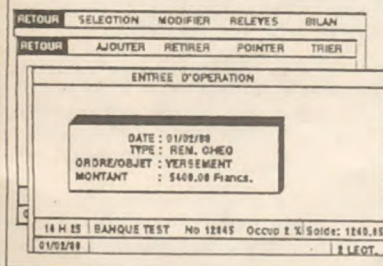 RETOUR SELECTION MODIFIER RELEVES BILAN
RETOUR AJOUTER RETIRER POINTER TRIER
ENTREE D'OPERATION
DATE : 01/02/88
TYPE : REM. CHEQ
ORDRE/OBJET : VERSEMENT
MONTANT : 5400.00 Francs.
14 H 25 BANQUE TEST No 12345 Occup 2 % Solde: 1240.85
01/02/88 2 LECT.